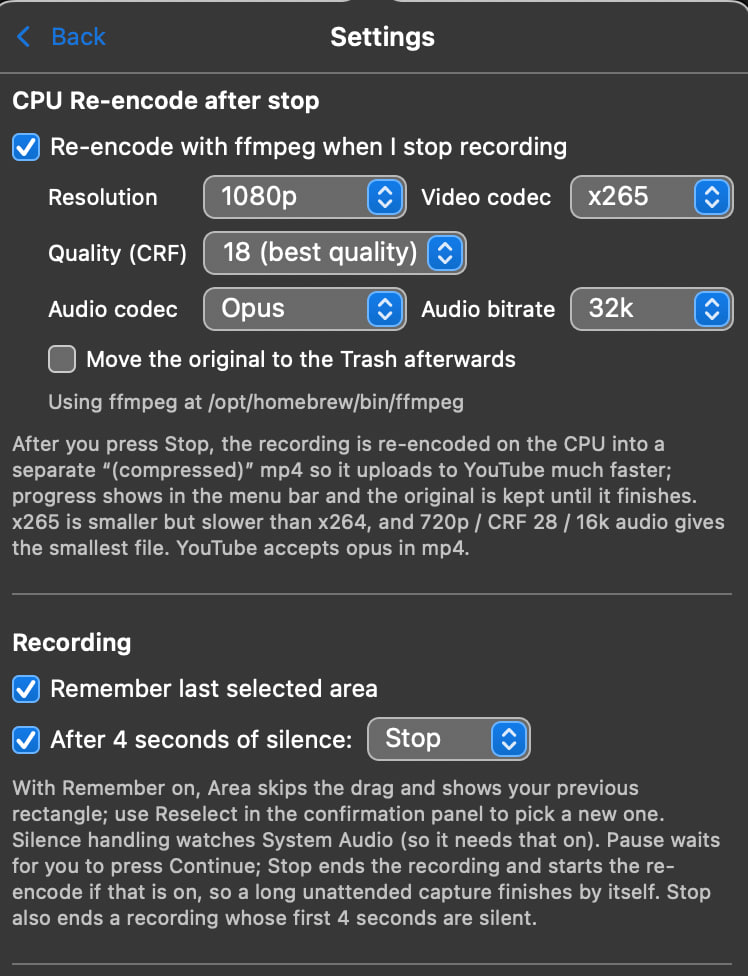 Back
Settings
CPU Re-encode after stop
Re-encode with ffmpeg when I stop recording
Resolution 1080p Video codec x265
Quality (CRF) 18 (best quality)
Audio codec Opus Audio bitrate 32k
Move the original to the Trash afterwards
Using ffmpeg at /opt/homebrew/bin/ffmpeg
After you press Stop, the recording is re-encoded on the CPU into a
separate “(compressed)” mp4 so it uploads to YouTube much faster;
progress shows in the menu bar and the original is kept until it finishes.
x265 is smaller but slower than x264, and 720p / CRF 28 / 16k audio gives
the smallest file. YouTube accepts opus in mp4.
Recording
Remember last selected area
After 4 seconds of silence: Stop
With Remember on, Area skips the drag and shows your previous
rectangle; use Reselect in the confirmation panel to pick a new one.
Silence handling watches System Audio (so it needs that on). Pause waits
for you to press Continue; Stop ends the recording and starts the re-
encode if that is on, so a long unattended capture finishes by itself. Stop
also ends a recording whose first 4 seconds are silent.